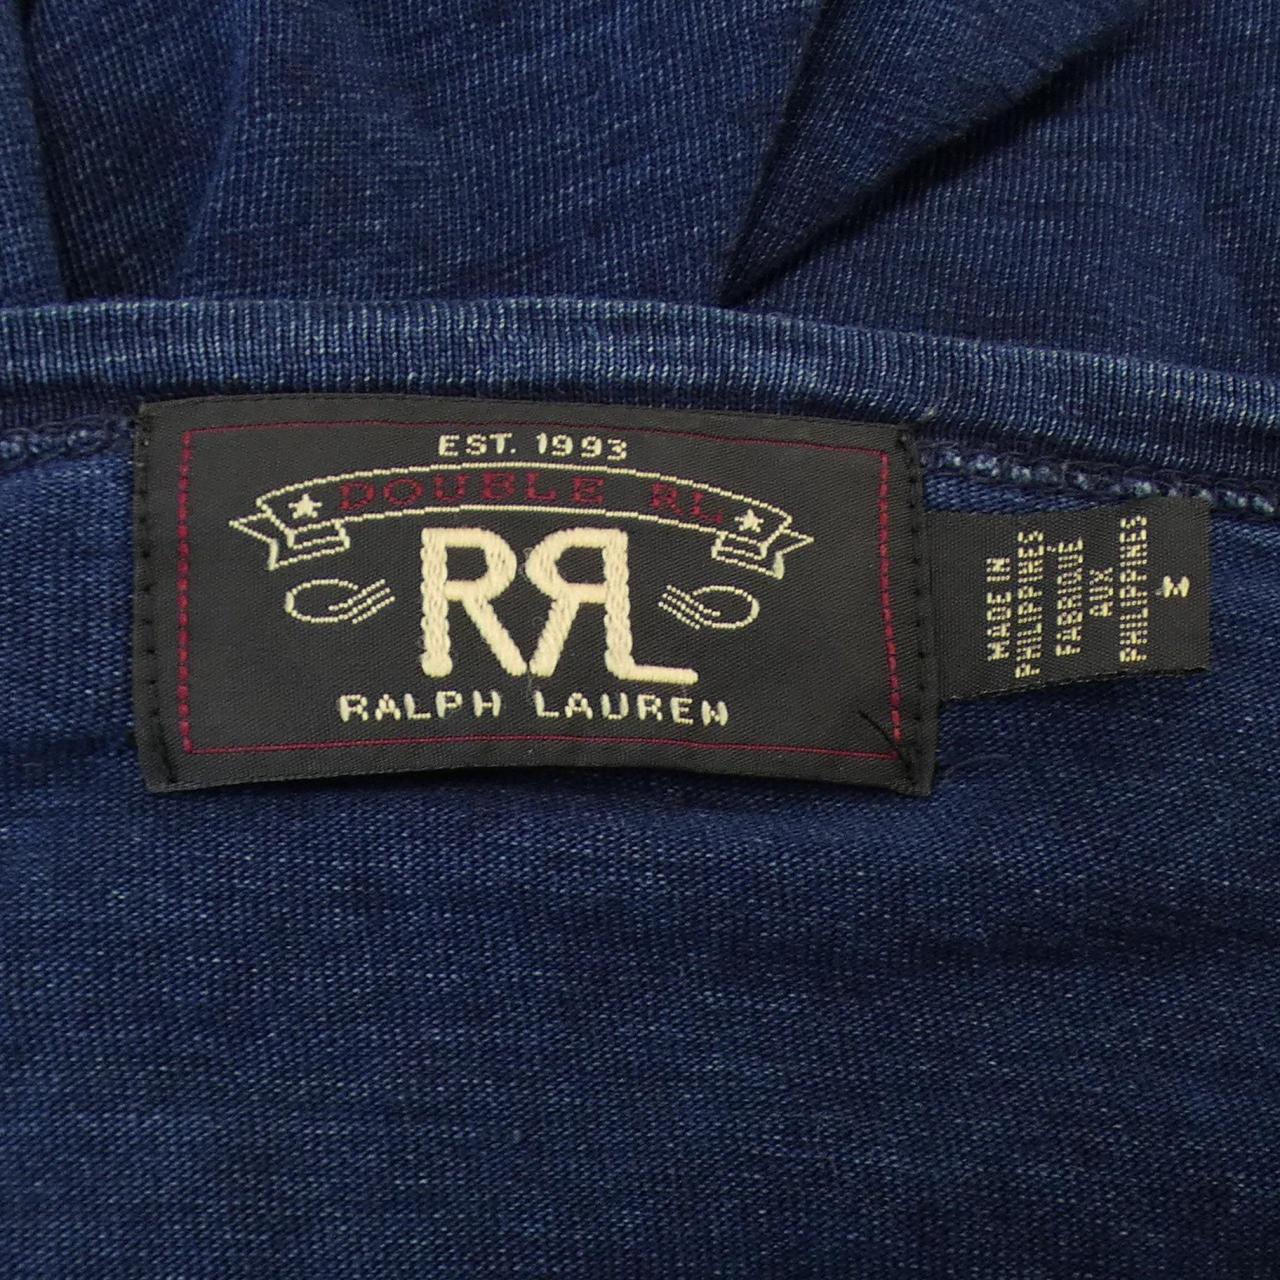 EST. 1993
DOUBLE RL
RRL
RALPH LAUREN
MADE IN
PHILIPPINES
FABRIQUÉ
AUX
PHILIPPINES
M